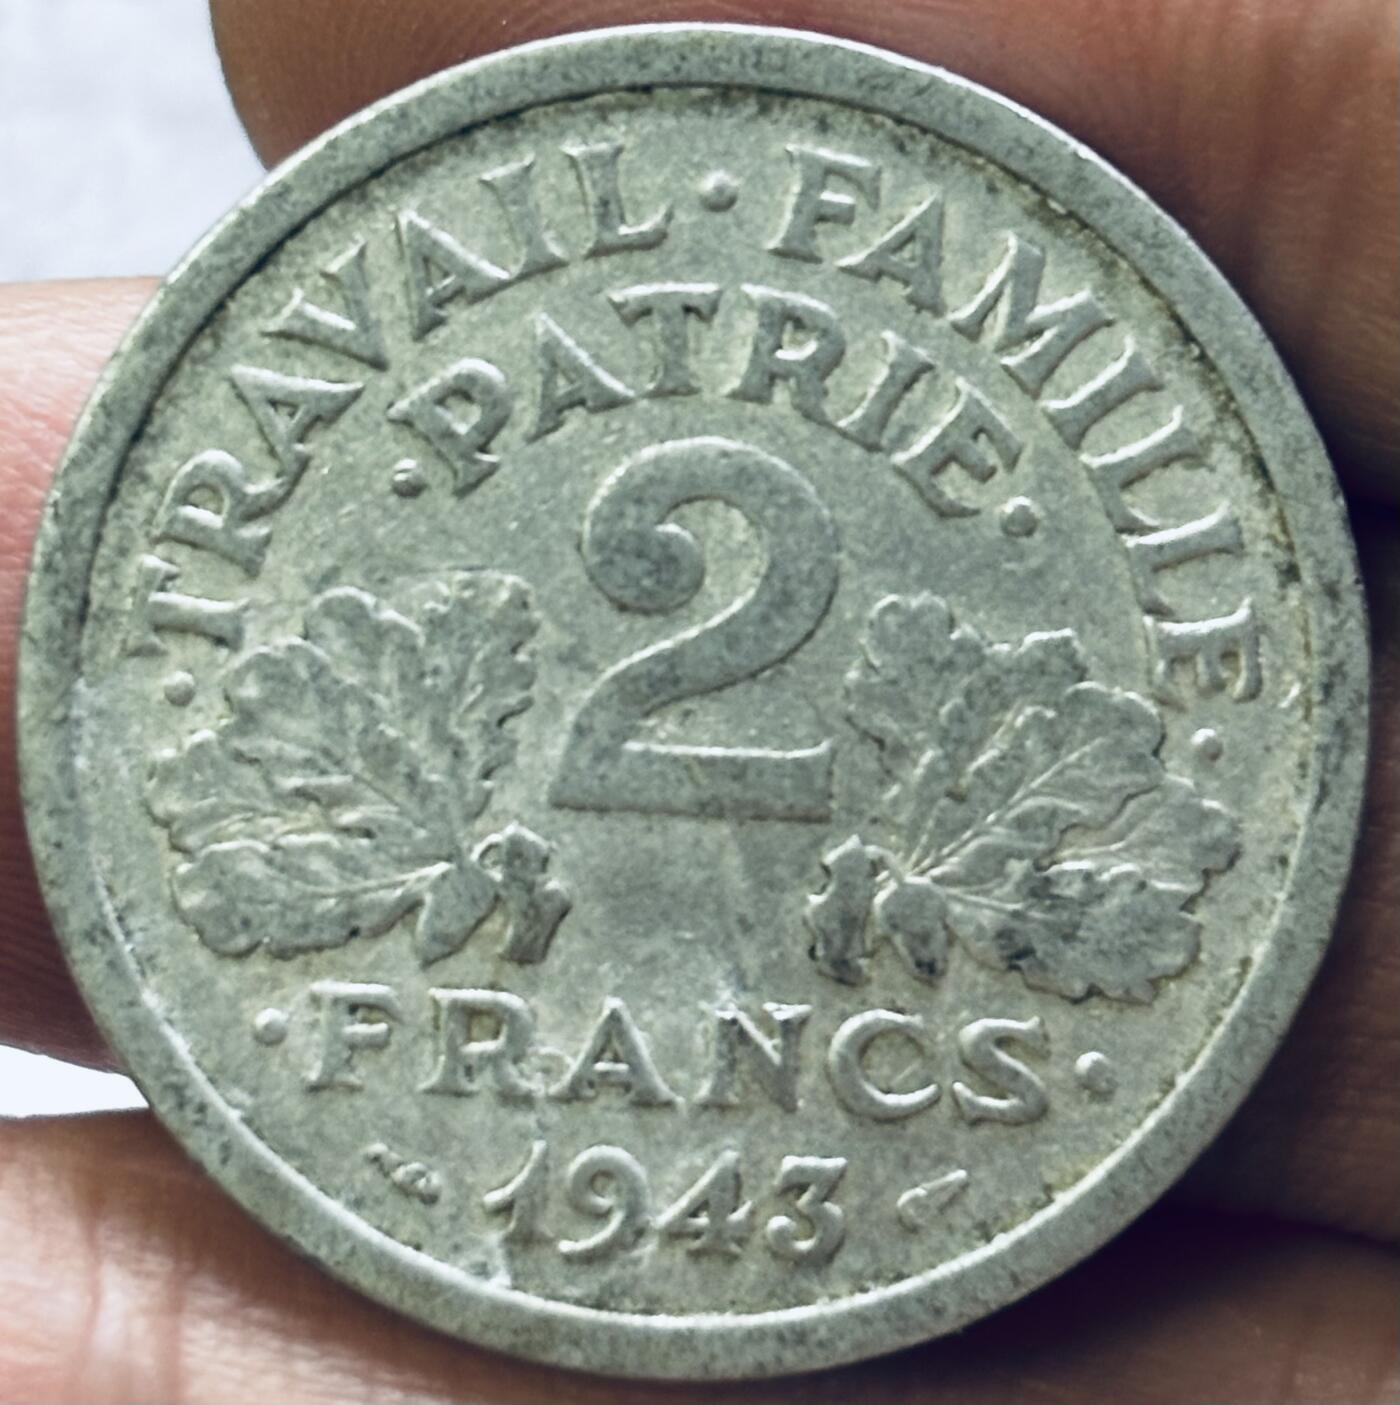 · TRAVAIL · FAMILLE ·
· PATRIE ·
2
· FRANCS ·
1943